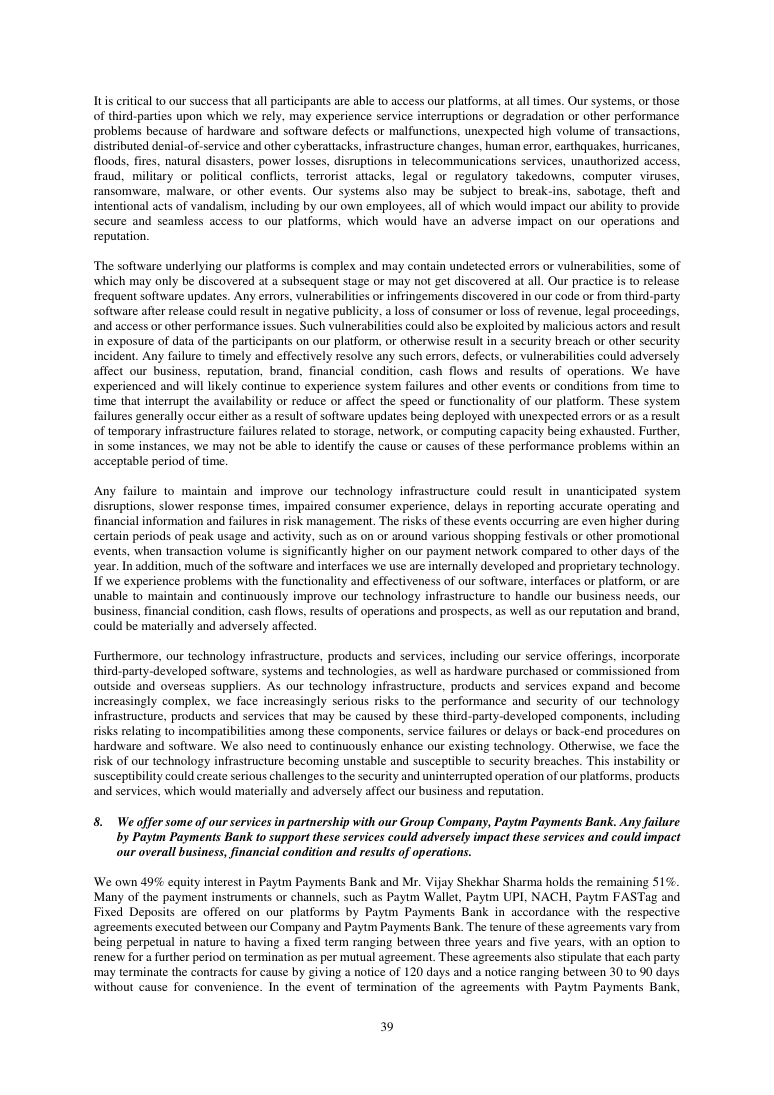 It is critical to our success that all participants are able to access our platforms, at all times. Our systems, or those
of third-parties upon which we rely, may experience service interruptions or degradation or other performance
problems because of hardware and software defects or malfunctions, unexpected high volume of transactions,
distributed denial-of-service and other cyberattacks, infrastructure changes, human error, earthquakes, hurricanes,
floods, fires, natural disasters, power losses, disruptions in telecommunications services, unauthorized access,
fraud, military or political conflicts, terrorist attacks, legal or regulatory takedowns, computer viruses,
ransomware, malware, or other events. Our systems also may be subject to break-ins, sabotage, theft and
intentional acts of vandalism, including by our own employees, all of which would impact our ability to provide
secure and seamless access to our platforms, which would have an adverse impact on our operations and
reputation.
The software underlying our platforms is complex and may contain undetected errors or vulnerabilities, some of
which may only be discovered at a subsequent stage or may not get discovered at all. Our practice is to release
frequent software updates. Any errors, vulnerabilities or infringements discovered in our code or from third-party
software after release could result in negative publicity, a loss of consumer or loss of revenue, legal proceedings,
and access or other performance issues. Such vulnerabilities could also be exploited by malicious actors and result
in exposure of data of the participants on our platform, or otherwise result in a security breach or other security
incident. Any failure to timely and effectively resolve any such errors, defects, or vulnerabilities could adversely
affect our business, reputation, brand, financial condition, cash flows and results of operations. We have
experienced and will likely continue to experience system failures and other events or conditions from time to
time that interrupt the availability or reduce or affect the speed or functionality of our platform. These system
failures generally occur either as a result of software updates being deployed with unexpected errors or as a result
of temporary infrastructure failures related to storage, network, or computing capacity being exhausted. Further,
in some instances, we may not be able to identify the cause or causes of these performance problems within an
acceptable period of time.
Any failure to maintain and improve our technology infrastructure could result in unanticipated system
disruptions, slower response times, impaired consumer experience, delays in reporting accurate operating and
financial information and failures in risk management. The risks of these events occurring are even higher during
certain periods of peak usage and activity, such as on or around various shopping festivals or other promotional
events, when transaction volume is significantly higher on our payment network compared to other days of the
year. In addition, much of the software and interfaces we use are internally developed and proprietary technology.
If we experience problems with the functionality and effectiveness of our software, interfaces or platform, or are
unable to maintain and continuously improve our technology infrastructure to handle our business needs, our
business, financial condition, cash flows, results of operations and prospects, as well as our reputation and brand,
could be materially and adversely affected.
Furthermore, our technology infrastructure, products and services, including our service offerings, incorporate
third-party-developed software, systems and technologies, as well as hardware purchased or commissioned from
outside and overseas suppliers. As our technology infrastructure, products and services expand and become
increasingly complex, we face increasingly serious risks to the performance and security of our technology
infrastructure, products and services that may be caused by these third-party-developed components, including
risks relating to incompatibilities among these components, service failures or delays or back-end procedures on
hardware and software. We also need to continuously enhance our existing technology. Otherwise, we face the
risk of our technology infrastructure becoming unstable and susceptible to security breaches. This instability or
susceptibility could create serious challenges to the security and uninterrupted operation of our platforms, products
and services, which would materially and adversely affect our business and reputation.
8. We offer some of our services in partnership with our Group Company, Paytm Payments Bank. Any failure
by Paytm Payments Bank to support these services could adversely impact these services and could impact
our overall business, financial condition and results of operations.
We own 49% equity interest in Paytm Payments Bank and Mr. Vijay Shekhar Sharma holds the remaining 51%.
Many of the payment instruments or channels, such as Paytm Wallet, Paytm UPI, NACH, Paytm FASTag and
Fixed Deposits are offered on our platforms by Paytm Payments Bank in accordance with the respective
agreements executed between our Company and Paytm Payments Bank. The tenure of these agreements vary from
being perpetual in nature to having a fixed term ranging between three years and five years, with an option to
renew for a further period on termination as per mutual agreement. These agreements also stipulate that each party
may terminate the contracts for cause by giving a notice of 120 days and a notice ranging between 30 to 90 days
without cause for convenience. In the event of termination of the agreements with Paytm Payments Bank,
39